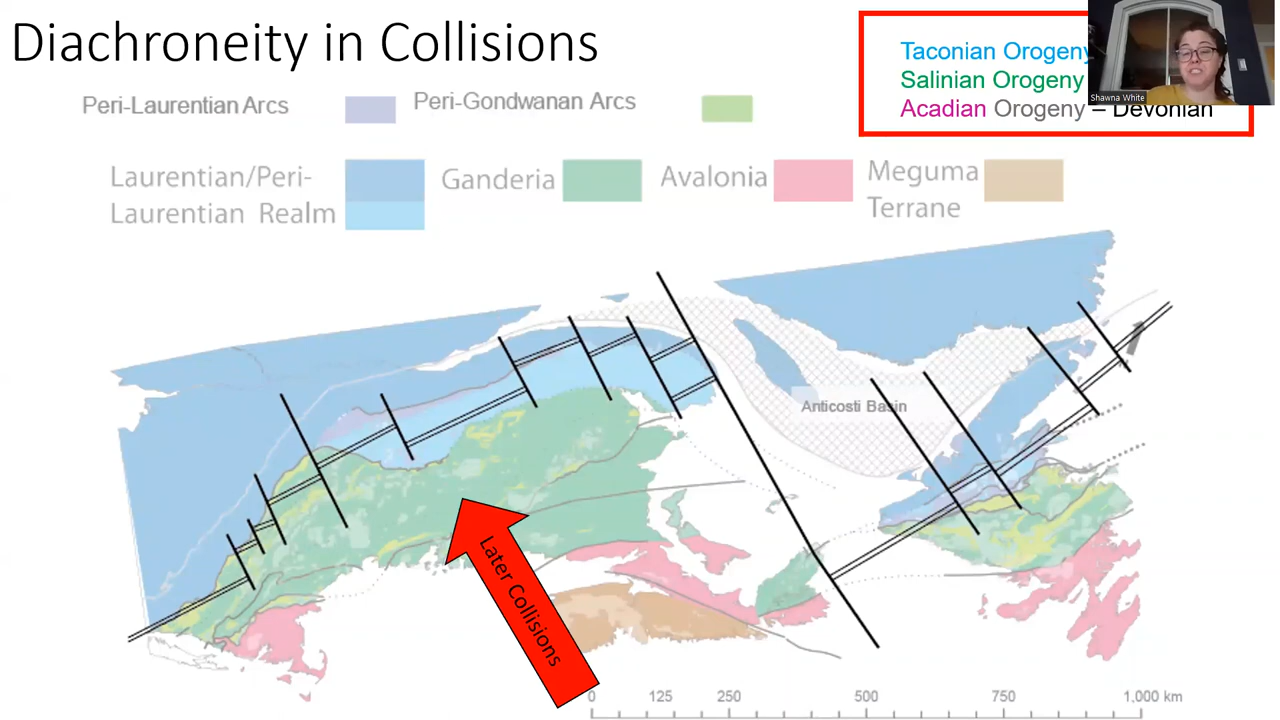 Diachroneity in Collisions
Taconian Orogeny
Salinian Orogeny
Acadian Orogeny – Devonian
Shawna White
Peri-Laurentian Arcs
Peri-Gondwanan Arcs
Laurentian/Peri-
Laurentian Realm
Ganderia
Avalonia
Meguma
Terrane
Anticosti Basin
Later Collisions
0 125 250 500 750 1,000 km